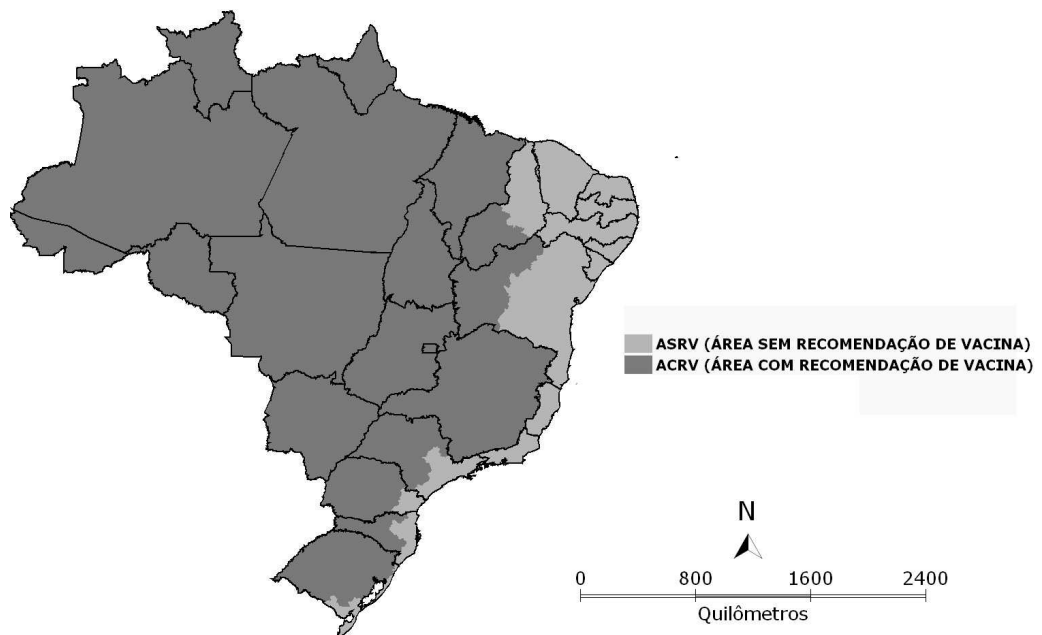 ASRV (ÁREA SEM RECOMENDAÇÃO DE VACINA)
ACRV (ÁREA COM RECOMENDAÇÃO DE VACINA)
N
0 800 1600 2400
Quilômetros